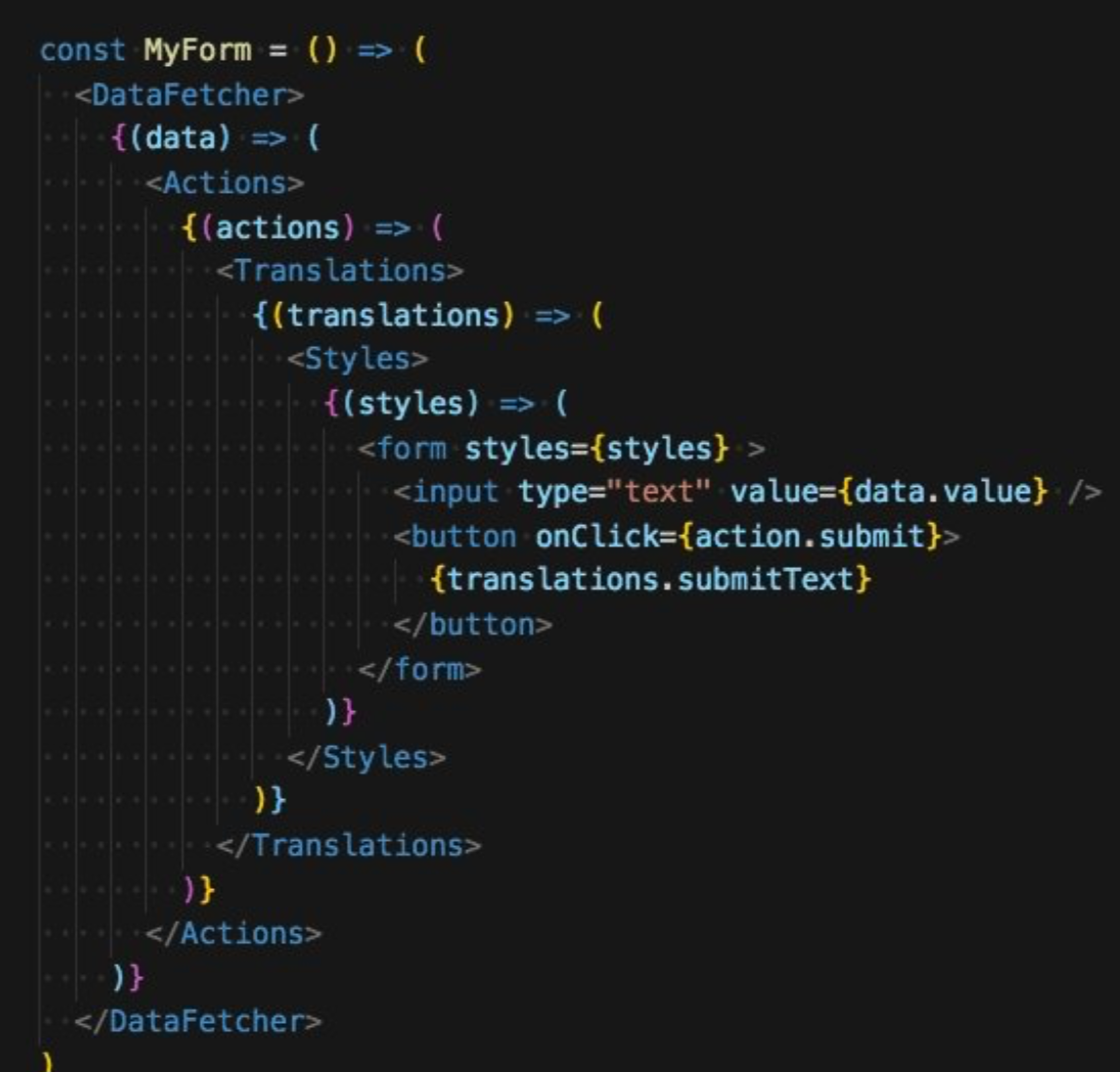 const MyForm = () => (
  <DataFetcher>
    {(data) => (
      <Actions>
        {(actions) => (
          <Translations>
            {(translations) => (
              <Styles>
                {(styles) => (
                  <form styles={styles} >
                    <input type="text" value={data.value} />
                    <button onClick={action.submit}>
                      {translations.submitText}
                    </button>
                  </form>
                )}
              </Styles>
            )}
          </Translations>
        )}
      </Actions>
    )}
  </DataFetcher>
)